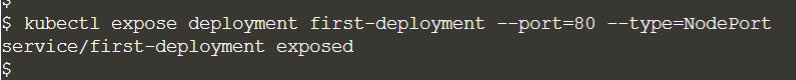 $
$ kubectl expose deployment first-deployment --port=80 --type=NodePort
service/first-deployment exposed
$